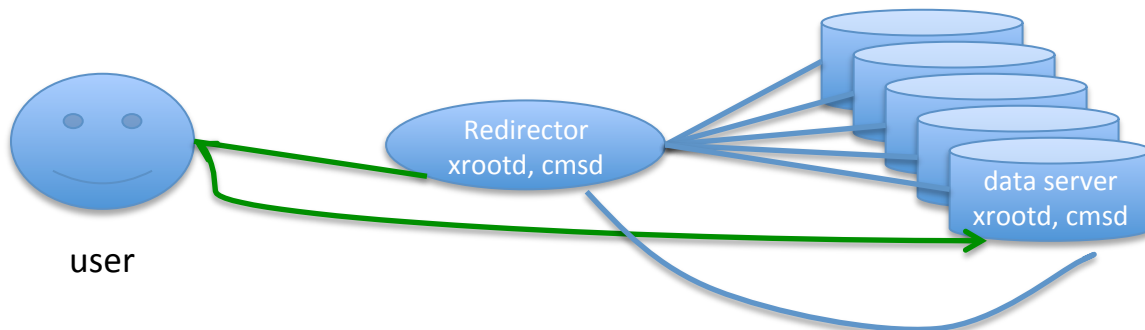 Redirector
xrootd, cmsd
data server
xrootd, cmsd
user